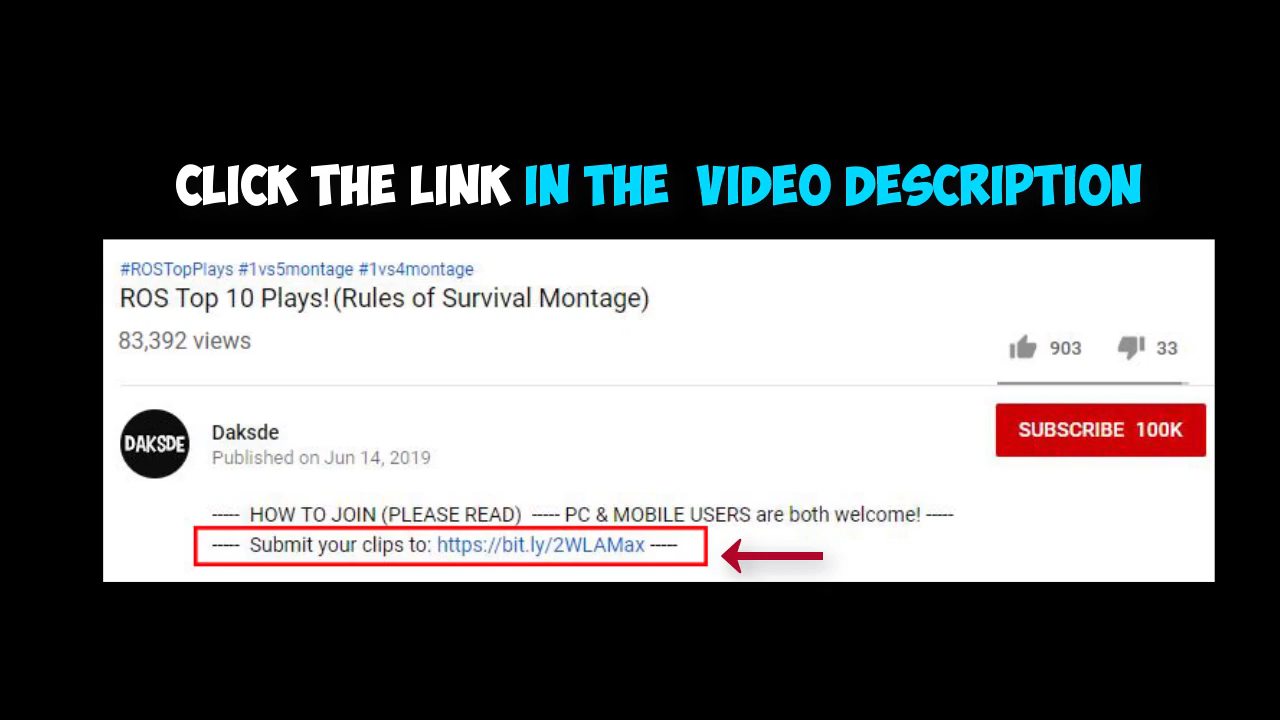 CLICK THE LINK IN THE VIDEO DESCRIPTION
#ROSTopPlays #1vs5montage #1vs4montage
ROS Top 10 Plays! (Rules of Survival Montage)
83,392 views
903 33
DAKSDE
Daksde
SUBSCRIBE 100K
Published on Jun 14, 2019
----- HOW TO JOIN (PLEASE READ) ----- PC & MOBILE USERS are both welcome! -----
----- Submit your clips to: https://bit.ly/2WLAMax -----